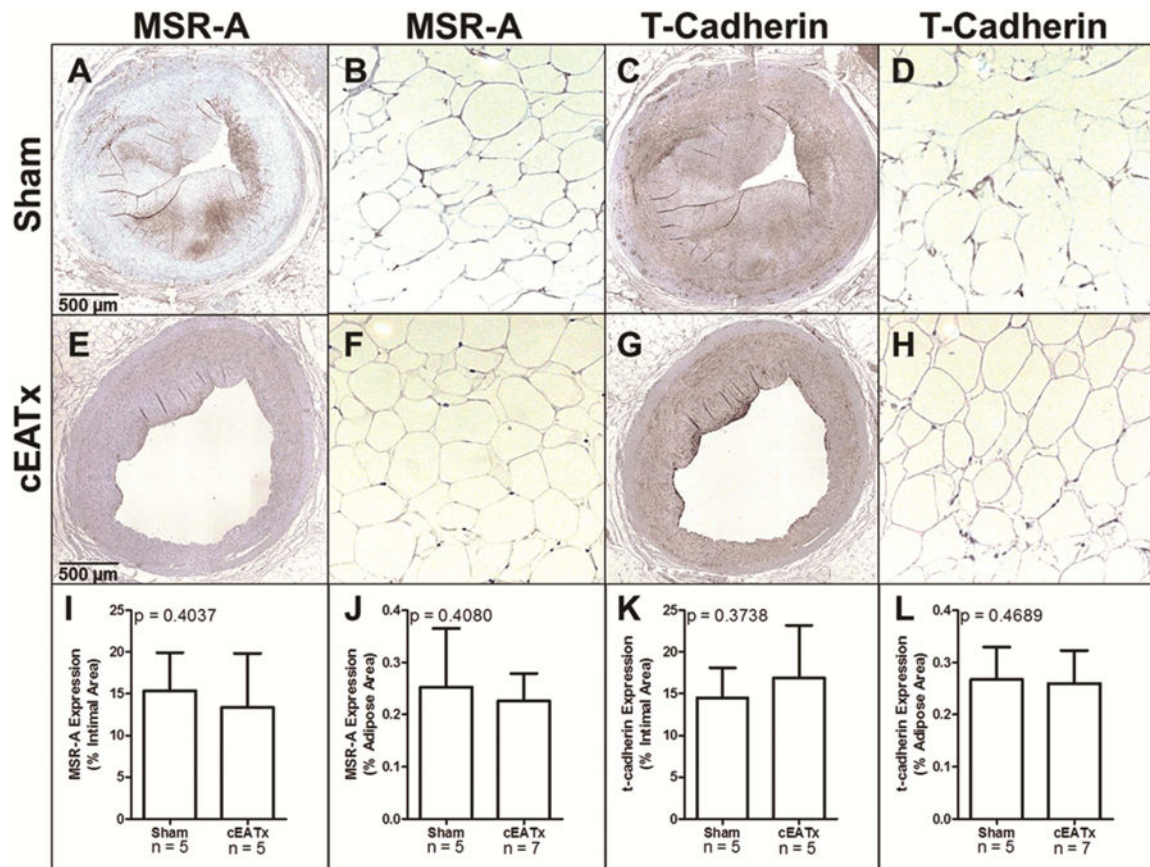 MSR-A MSR-A T-Cadherin T-Cadherin
Sham
A B C D
500 µm
cEATx
E F G H
500 µm
I
p = 0.4037
MSR-A Expression
(% Intimal Area)
25
20
15
10
5
0
Sham cEATx
n = 5 n = 5
J
p = 0.4080
MSR-A Expression
(% Adipose Area)
0.4
0.3
0.2
0.1
0.0
Sham cEATx
n = 5 n = 7
K
p = 0.3738
t-cadherin Expression
(% Intimal Area)
25
20
15
10
5
0
Sham cEATx
n = 5 n = 5
L
p = 0.4689
t-cadherin Expression
(% Adipose Area)
0.4
0.3
0.2
0.1
0.0
Sham cEATx
n = 5 n = 7